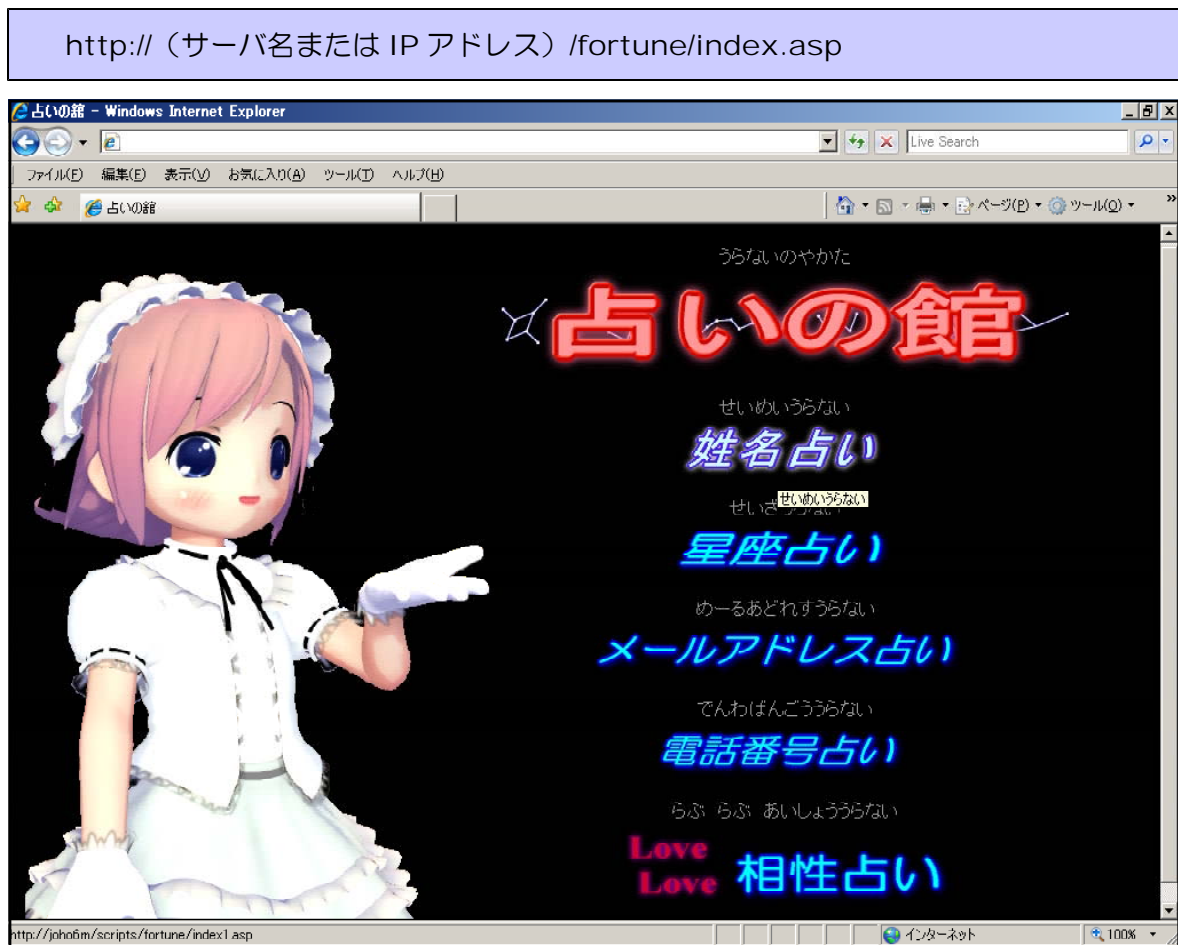 http://（サーバ名または IP アドレス）/fortune/index.asp
占いの館 - Windows Internet Explorer
Live Search
ファイル(F) 編集(E) 表示(V) お気に入り(A) ツール(T) ヘルプ(H)
占いの館 ページ(P) ツール(O) »
うらないのやかた
占いの館
せいめいうらない
姓名占い
せいめいうらない
星座占い
めーるあどれすうらない
メールアドレス占い
でんわばんごううらない
電話番号占い
らぶ らぶ あいしょううらない
Love
Love 相性占い
http://joho6m/scripts/fortune/index1.asp インターネット 100%